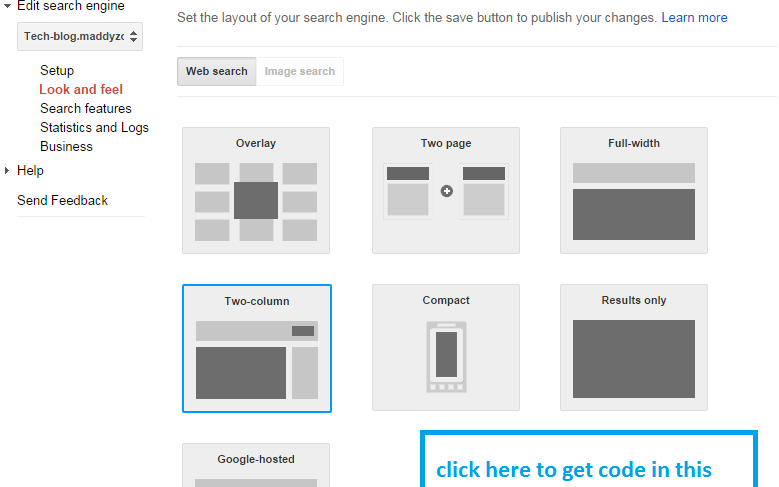 Edit search engine
Tech-blog.maddyzo
Setup
Look and feel
Search features
Statistics and Logs
Business
Help
Send Feedback
Set the layout of your search engine. Click the save button to publish your changes. Learn more
Web search Image search
Overlay Two page Full-width
Two-column Compact Results only
Google-hosted
click here to get code in this